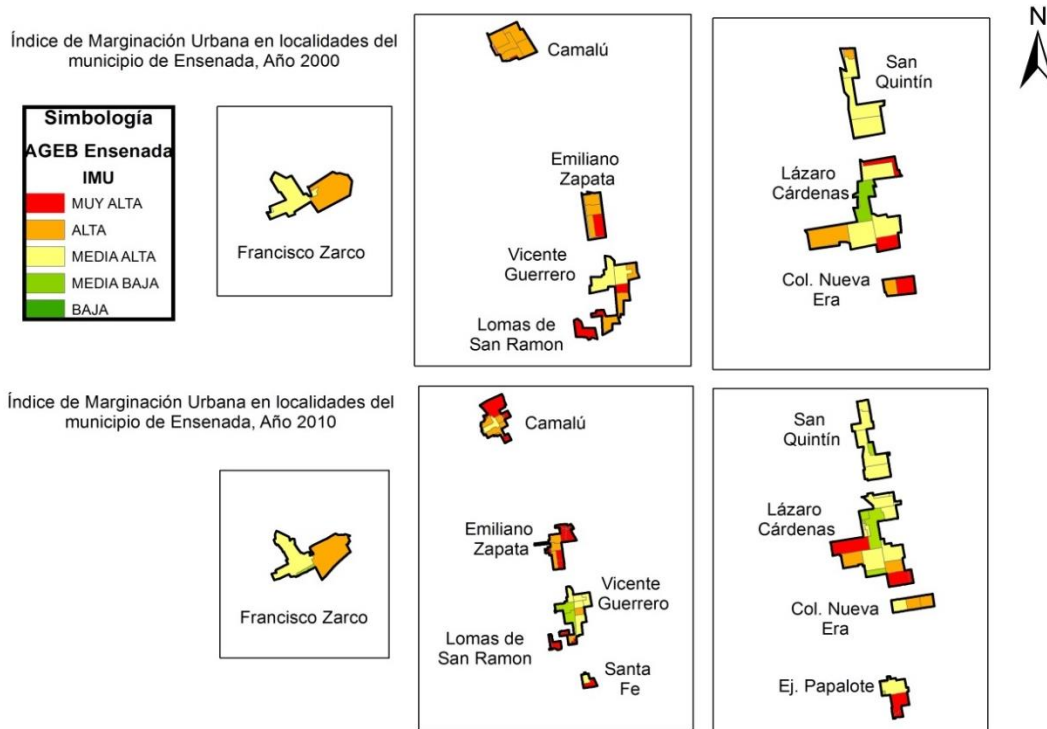 Índice de Marginación Urbana en localidades del
municipio de Ensenada, Año 2000
Simbología
AGEB Ensenada
IMU
MUY ALTA
ALTA
MEDIA ALTA
MEDIA BAJA
BAJA
Francisco Zarco
Camalú
Emiliano
Zapata
Vicente
Guerrero
Lomas de
San Ramon
San
Quintín
Lázaro
Cárdenas
Col. Nueva
Era
N
Índice de Marginación Urbana en localidades del
municipio de Ensenada, Año 2010
Francisco Zarco
Camalú
Emiliano
Zapata
Vicente
Guerrero
Lomas de
San Ramon
Santa
Fe
San
Quintín
Lázaro
Cárdenas
Col. Nueva
Era
Ej. Papalote